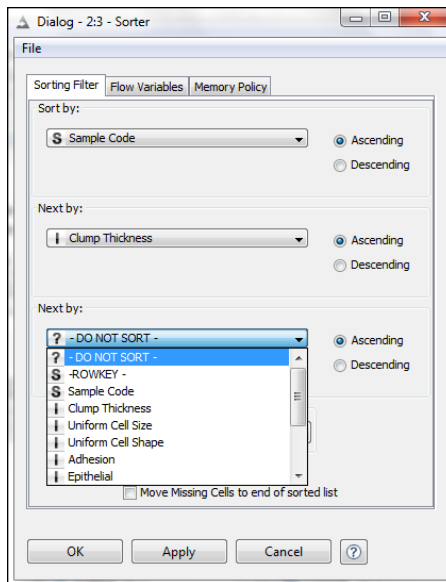 Dialog - 2:3 - Sorter
File
Sorting Filter Flow Variables Memory Policy
Sort by:
S Sample Code
Ascending
Descending
Next by:
I Clump Thickness
Ascending
Descending
Next by:
? - DO NOT SORT -
Ascending
Descending
? - DO NOT SORT -
S -ROWKEY -
S Sample Code
I Clump Thickness
I Uniform Cell Size
I Uniform Cell Shape
I Adhesion
I Epithelial
Move Missing Cells to end of sorted list
OK Apply Cancel ?